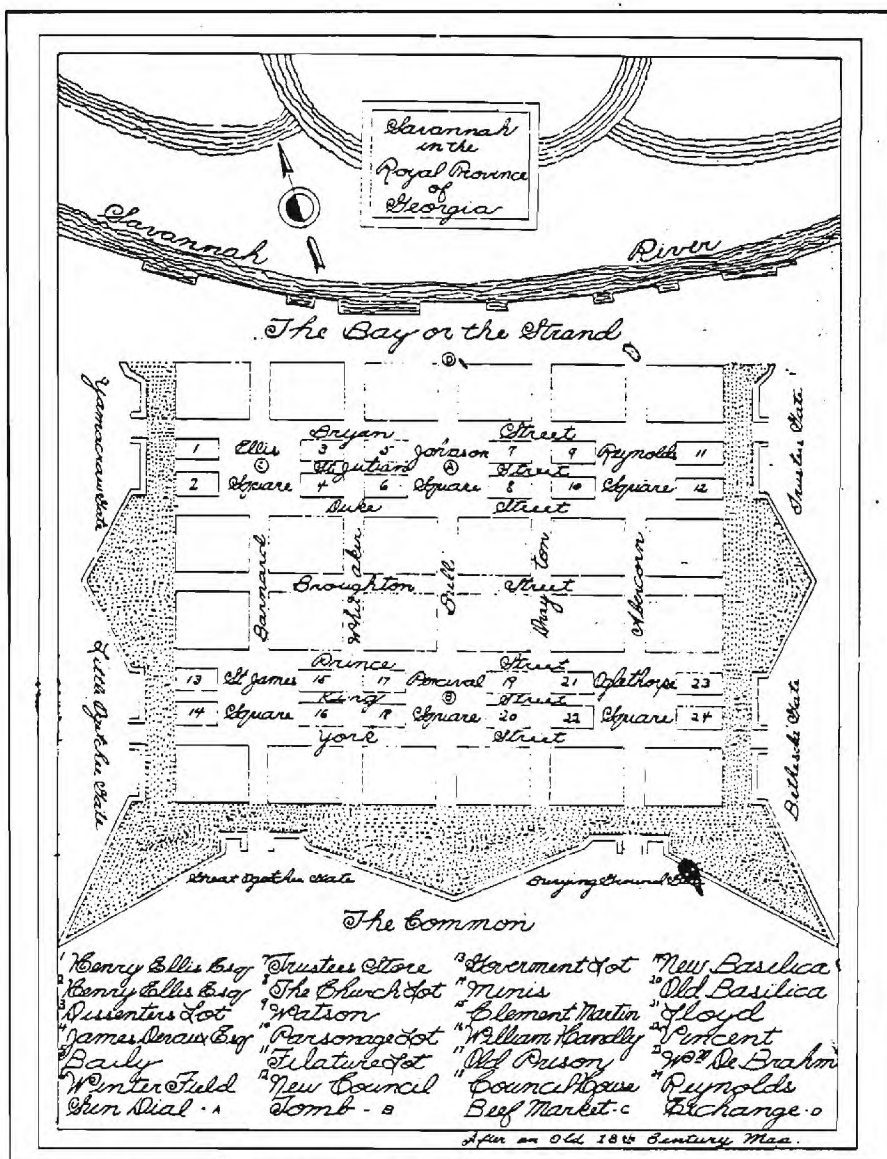 Savannah
in the
Royal Province
of
Georgia
Savannah River
The Bay or the Strand
D
Yamacraw Gate
Trustees Gate
Bryan Street
1 Ellis 3 5 Johnson 7 9 Reynolds 11
C St Julian A Street
2 Square 4 6 Square 8 10 Square 12
Duke Street
Barnard
Whitaker
Bull
Drayton
Abercorn
Broughton Street
Prince Street
13 St James 15 17 Percival 19 21 Oglethorpe 23
King B Street
14 Square 16 18 Square 20 22 Square 24
York Street
Little Ogechee Gate
Bethesda Gate
Great Ogechee Gate
Burying Ground
The Common
1 Henry Ellis Esq
2 Henry Ellis Esq
3 Dissenters Lot
4 James Deraux Esq
5 Baily
Winter Field
Sun Dial - A
7 Trustees Store
8 The Church Lot
9 Watson
10 Parsonage Lot
11 Filature Lot
12 New Council
Tomb - B
13 Goverment Lot
14 Minis
15 Clement Martin
16 William Handly
17 Old Prison
18 Council House
Beef Market - C
19 New Basilica
20 Old Basilica
21 Lloyd
22 Vincent
23 Wm De Brahm
24 Reynolds
Exchange - D
After an Old 18th Century Map.